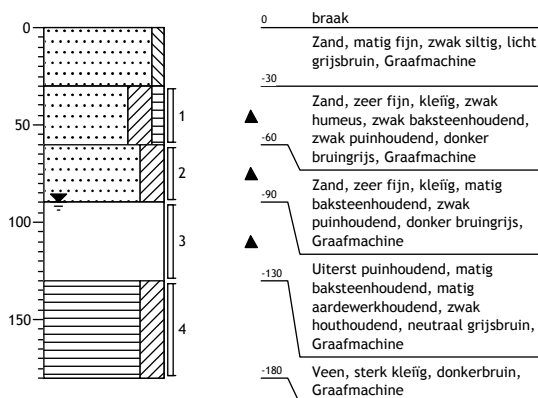 0
50
100
150
1
2
3
4
0 braak
Zand, matig fijn, zwak siltig, licht
grijsbruin, Graafmachine
-30
Zand, zeer fijn, kleiïg, zwak
humeus, zwak baksteenhoudend,
zwak puinhoudend, donker
bruingrijs, Graafmachine
-60
Zand, zeer fijn, kleiïg, matig
baksteenhoudend, zwak
puinhoudend, donker bruingrijs,
Graafmachine
-90
Uiterst puinhoudend, matig
baksteenhoudend, matig
aardewerkhoudend, zwak
houthoudend, neutraal grijsbruin,
Graafmachine
-130
Veen, sterk kleiïg, donkerbruin,
Graafmachine
-180